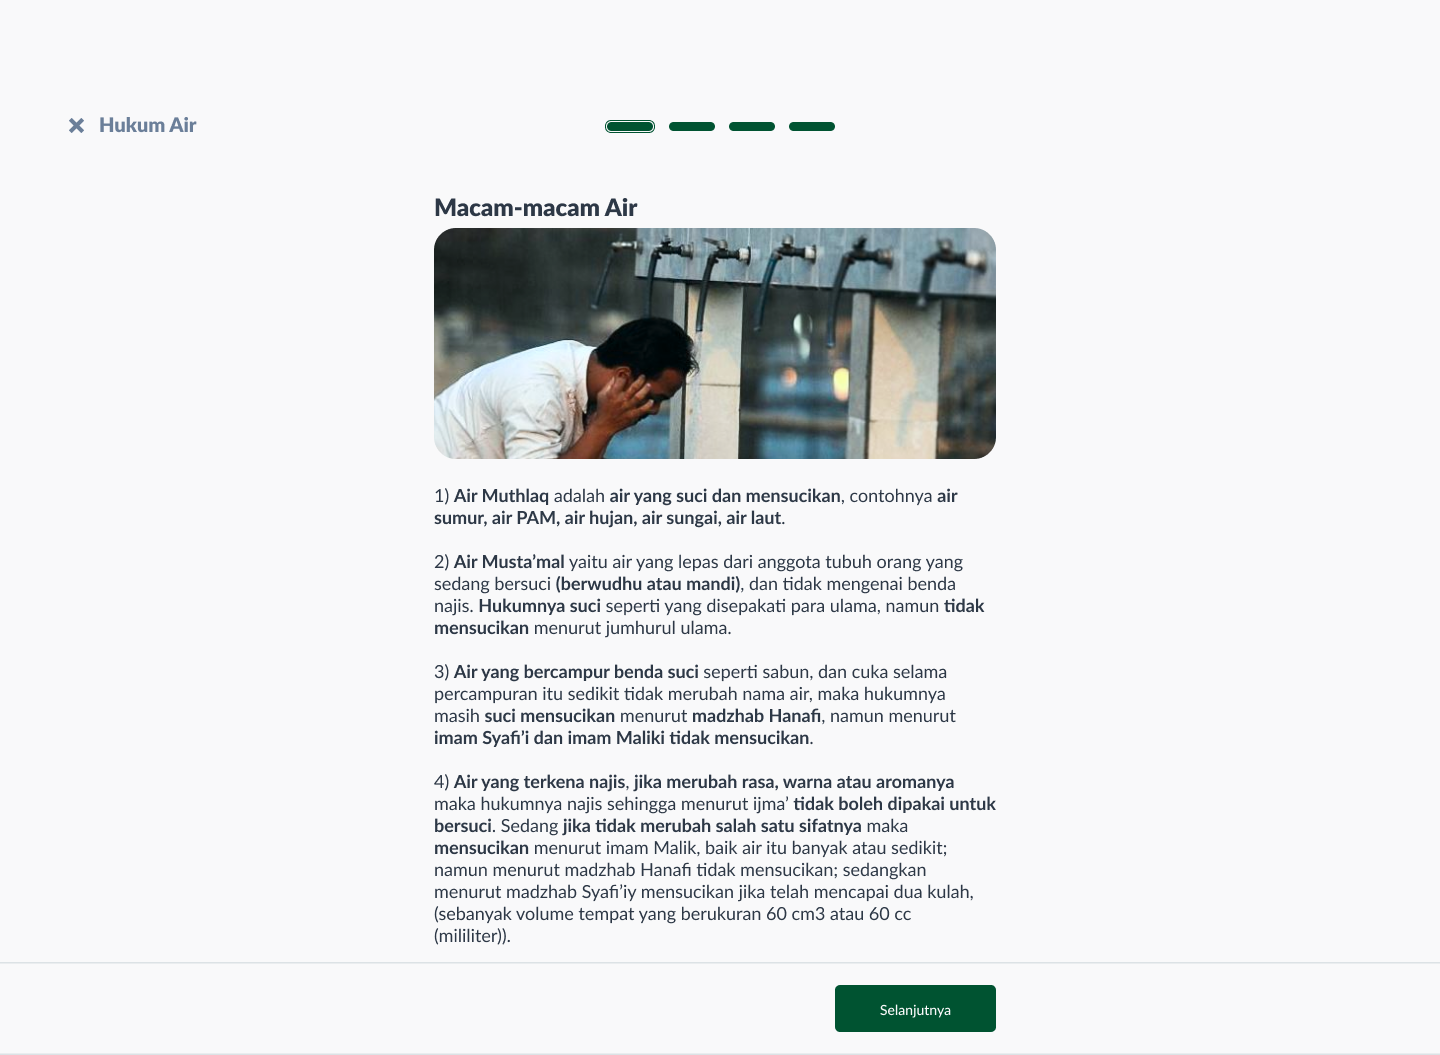 Hukum Air
Macam-macam Air
1) Air Muthlaq adalah air yang suci dan mensucikan, contohnya air
sumur, air PAM, air hujan, air sungai, air laut.
2) Air Musta’mal yaitu air yang lepas dari anggota tubuh orang yang
sedang bersuci (berwudhu atau mandi), dan tidak mengenai benda
najis. Hukumnya suci seperti yang disepakati para ulama, namun tidak
mensucikan menurut jumhurul ulama.
3) Air yang bercampur benda suci seperti sabun, dan cuka selama
percampuran itu sedikit tidak merubah nama air, maka hukumnya
masih suci mensucikan menurut madzhab Hanafi, namun menurut
imam Syafi’i dan imam Maliki tidak mensucikan.
4) Air yang terkena najis, jika merubah rasa, warna atau aromanya
maka hukumnya najis sehingga menurut ijma’ tidak boleh dipakai untuk
bersuci. Sedang jika tidak merubah salah satu sifatnya maka
mensucikan menurut imam Malik, baik air itu banyak atau sedikit;
namun menurut madzhab Hanafi tidak mensucikan; sedangkan
menurut madzhab Syafi’iy mensucikan jika telah mencapai dua kulah,
(sebanyak volume tempat yang berukuran 60 cm3 atau 60 cc
(mililiter)).
Selanjutnya